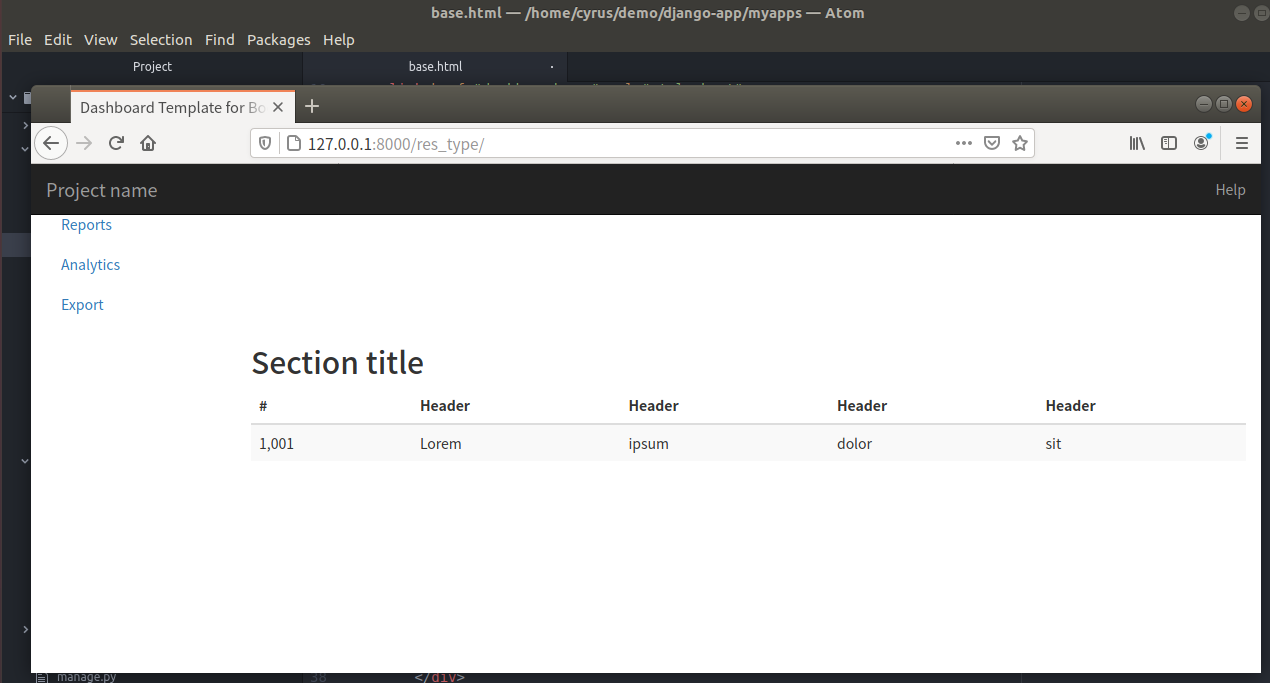 base.html — /home/cyrus/demo/django-app/myapps — Atom
File Edit View Selection Find Packages Help
Project base.html
Dashboard Template for Bo
127.0.0.1:8000/res_type/
Project name Help
Reports
Analytics
Export
Section title
# Header Header Header Header
1,001 Lorem ipsum dolor sit
manage.py 38 </div>